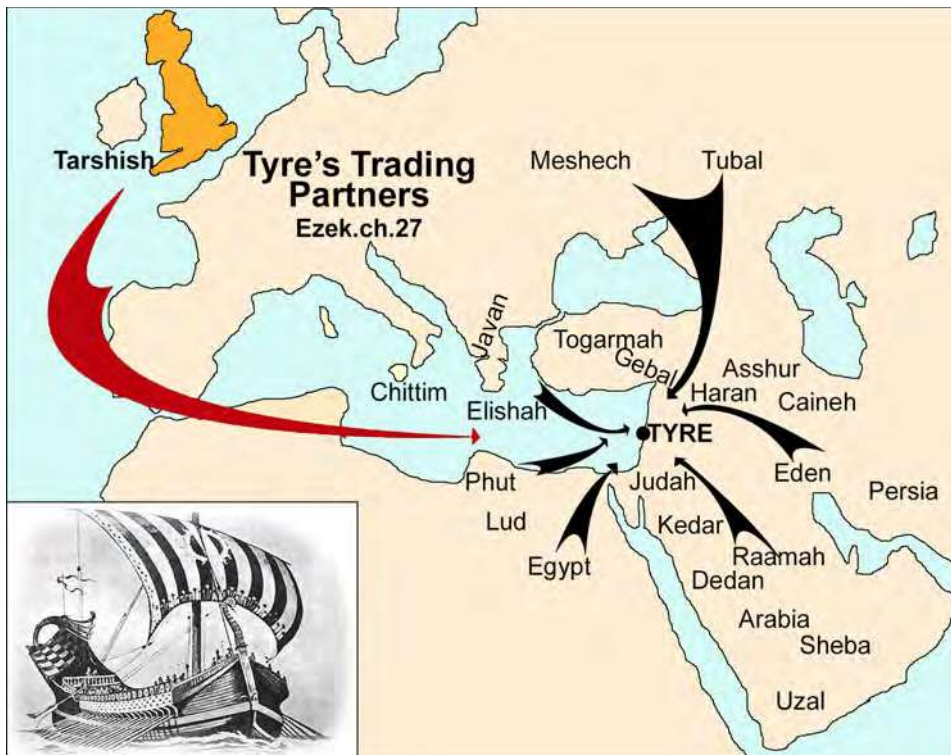 Tarshish
Tyre's Trading
Partners
Ezek.ch.27
Meshech
Tubal
Javan
Togarmah
Gebal
Asshur
Haran
Caineh
Chittim
Elishah
TYRE
Phut
Judah
Eden
Persia
Lud
Kedar
Egypt
Raamah
Dedan
Arabia
Sheba
Uzal